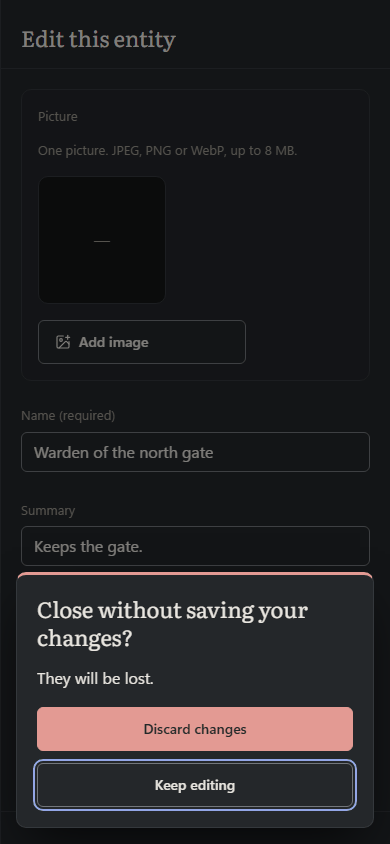 Edit this entity
Picture
One picture. JPEG, PNG or WebP, up to 8 MB.
—
Add image
Name (required)
Warden of the north gate
Summary
Keeps the gate.
Close without saving your
changes?
They will be lost.
Discard changes
Keep editing